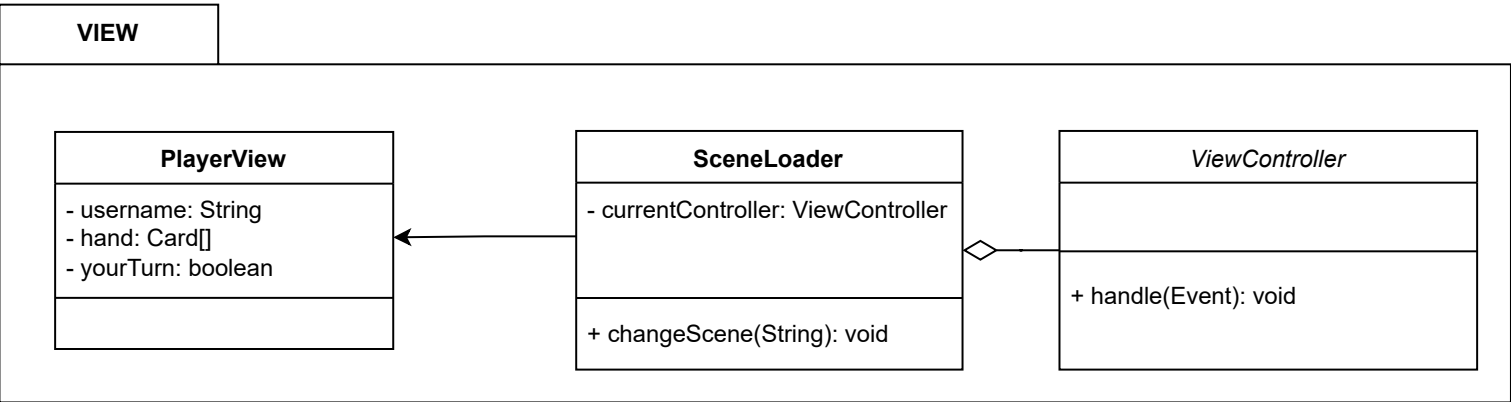 VIEW
PlayerView
- username: String
- hand: Card[]
- yourTurn: boolean
SceneLoader
- currentController: ViewController
+ changeScene(String): void
ViewController
+ handle(Event): void